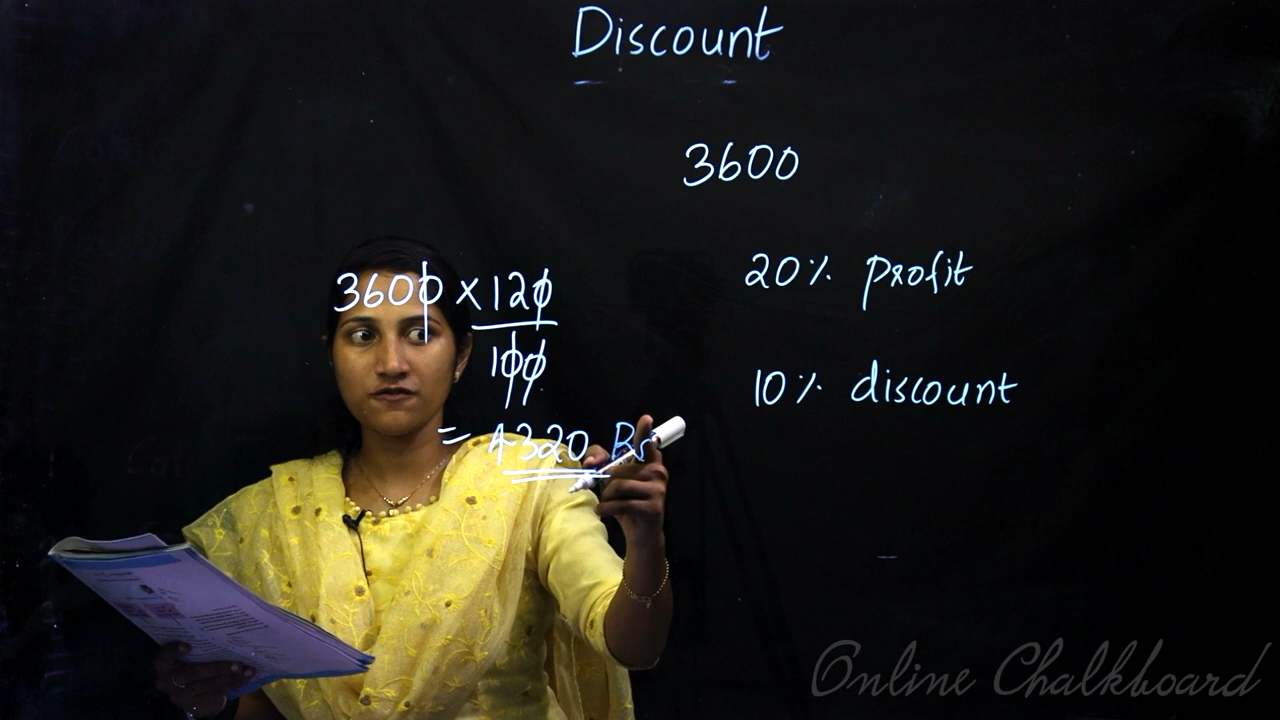 Discount
3600
20% profit
10% discount
3600 × 120
100
= 4320 Rs
Online Chalkboard